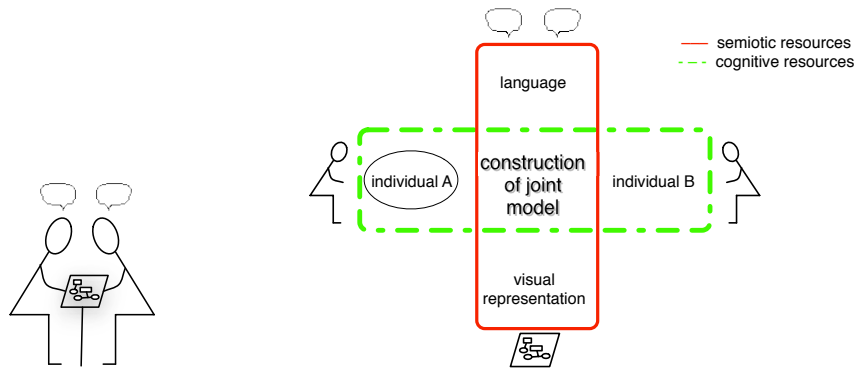 semiotic resources
cognitive resources
language
individual A
construction
of joint
model
individual B
visual
representation